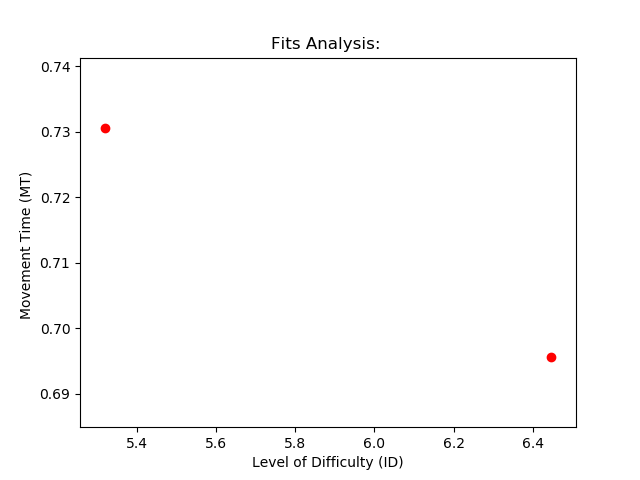 Fits Analysis:
0.74
0.73
0.72
0.71
0.70
0.69
Movement Time (MT)
5.4 5.6 5.8 6.0 6.2 6.4
Level of Difficulty (ID)